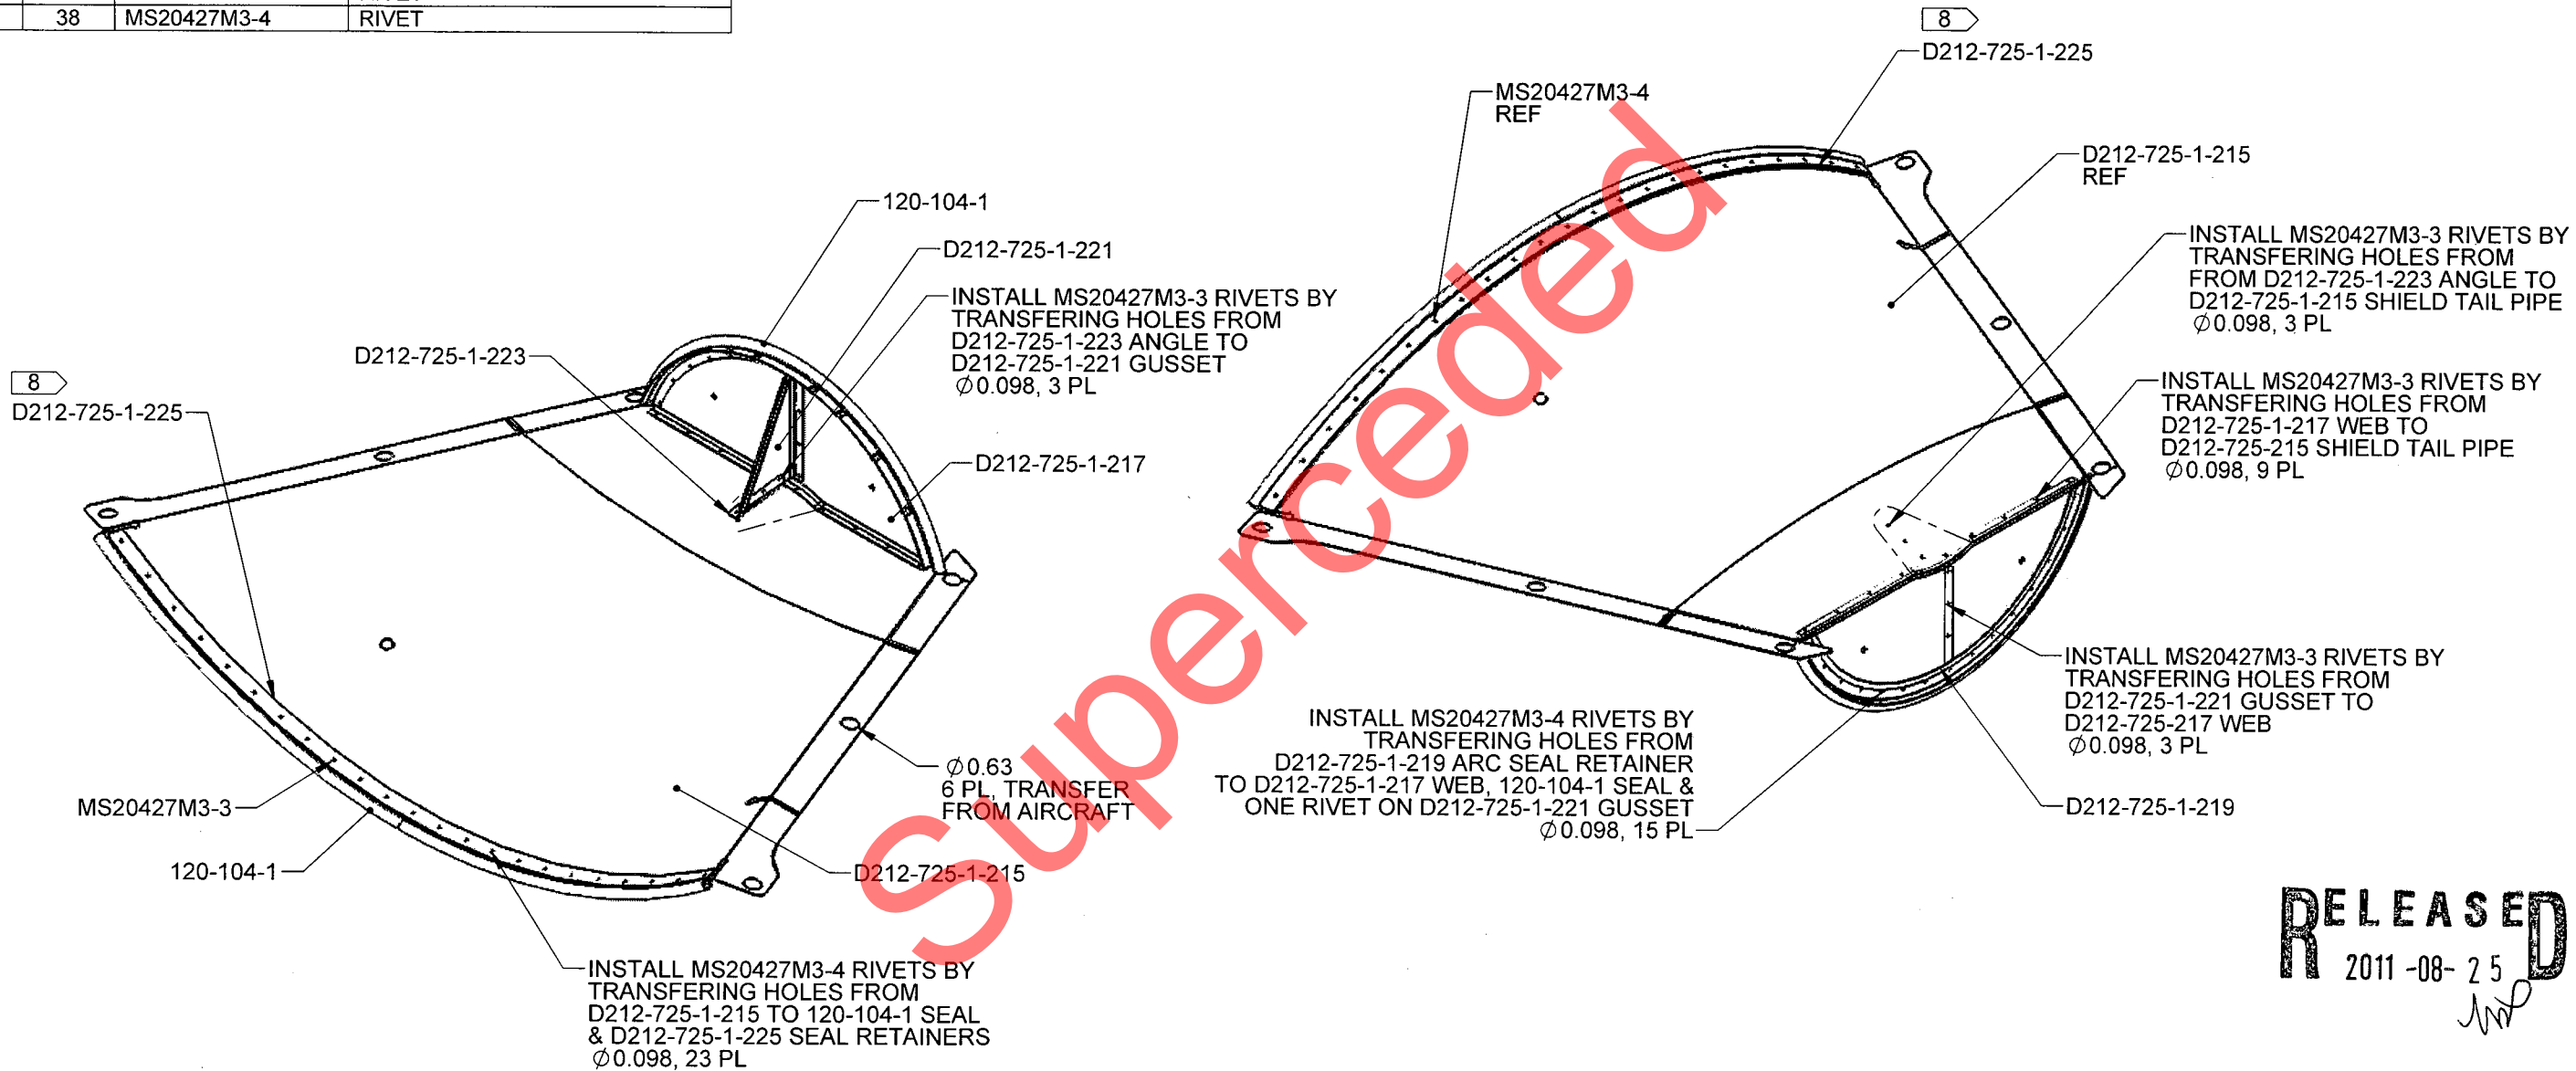 38 MS20427M3-4 RIVET
8
D212-725-1-225
MS20427M3-4
REF
D212-725-1-215
REF
120-104-1
D212-725-1-221
INSTALL MS20427M3-3 RIVETS BY
TRANSFERING HOLES FROM
D212-725-1-223 ANGLE TO
D212-725-1-221 GUSSET
Ø0.098, 3 PL
INSTALL MS20427M3-3 RIVETS BY
TRANSFERING HOLES FROM
FROM D212-725-1-223 ANGLE TO
D212-725-1-215 SHIELD TAIL PIPE
Ø0.098, 3 PL
D212-725-1-223
8
D212-725-1-225
INSTALL MS20427M3-3 RIVETS BY
TRANSFERING HOLES FROM
D212-725-1-217 WEB TO
D212-725-215 SHIELD TAIL PIPE
Ø0.098, 9 PL
D212-725-1-217
INSTALL MS20427M3-3 RIVETS BY
TRANSFERING HOLES FROM
D212-725-1-221 GUSSET TO
D212-725-217 WEB
Ø0.098, 3 PL
INSTALL MS20427M3-4 RIVETS BY
TRANSFERING HOLES FROM
D212-725-1-219 ARC SEAL RETAINER
TO D212-725-1-217 WEB, 120-104-1 SEAL &
ONE RIVET ON D212-725-1-221 GUSSET
Ø0.098, 15 PL
Ø0.63
6 PL, TRANSFER
FROM AIRCRAFT
MS20427M3-3
D212-725-1-219
120-104-1
D212-725-1-215
INSTALL MS20427M3-4 RIVETS BY
TRANSFERING HOLES FROM
D212-725-1-215 TO 120-104-1 SEAL
& D212-725-1-225 SEAL RETAINERS
Ø0.098, 23 PL
Superceded
RELEASED
2011-08-25